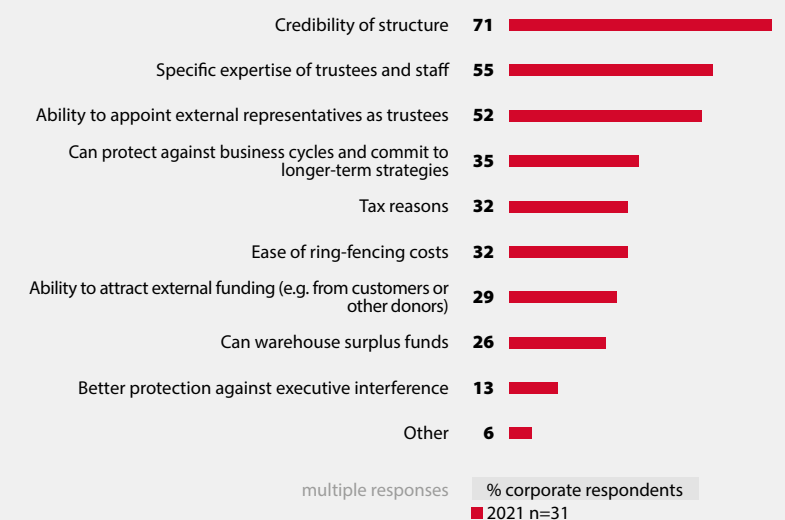 Credibility of structure 71
Specific expertise of trustees and staff 55
Ability to appoint external representatives as trustees 52
Can protect against business cycles and commit to
longer-term strategies 35
Tax reasons 32
Ease of ring-fencing costs 32
Ability to attract external funding (e.g. from customers or
other donors) 29
Can warehouse surplus funds 26
Better protection against executive interference 13
Other 6
multiple responses % corporate respondents
2021 n=31